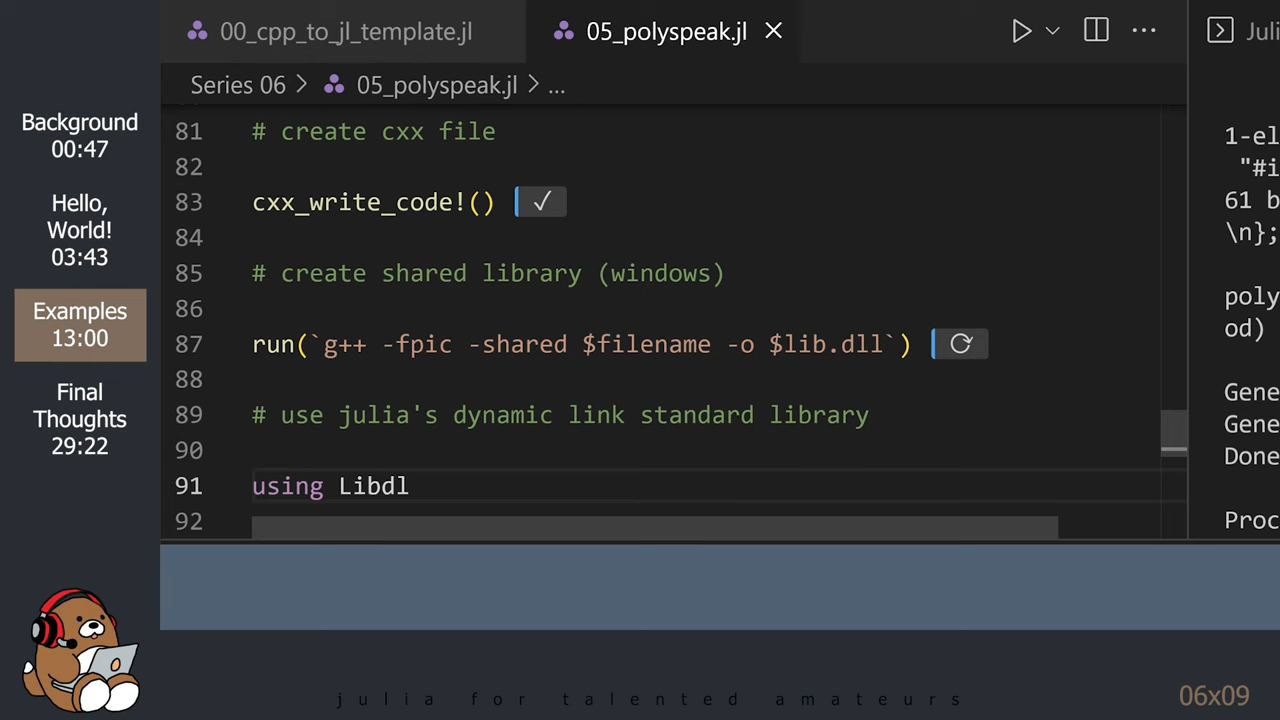 00_cpp_to_jl_template.jl
05_polyspeak.jl
Juli
Series 06 > 05_polyspeak.jl > ...
Background
00:47
Hello,
World!
03:43
Examples
13:00
Final
Thoughts
29:22
81 # create cxx file
82
83 cxx_write_code!() ✓
84
85 # create shared library (windows)
86
87 run(`g++ -fpic -shared $filename -o $lib.dll`)
88
89 # use julia's dynamic link standard library
90
91 using Libdl
92
1-el
"#i
61 b
\n};
poly
od)
Gene
Gene
Done
Proc
julia for talented amateurs
06x09